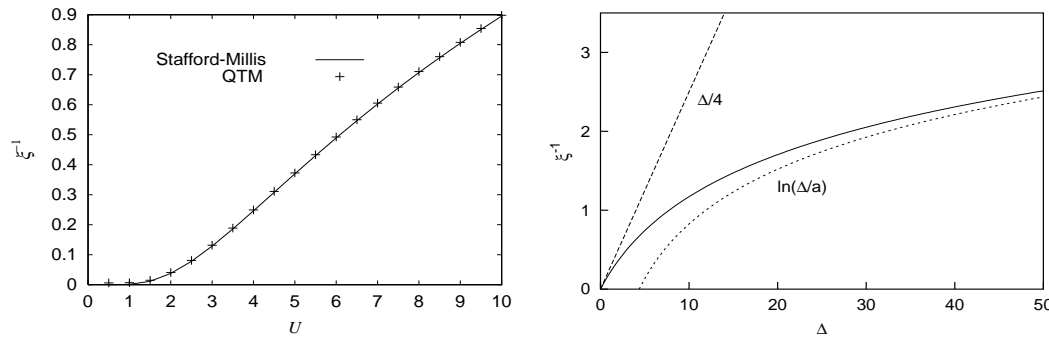 0.9
0.8
0.7
0.6
0.5
0.4
0.3
0.2
0.1
0
ξ⁻¹
Stafford-Millis
QTM
0 1 2 3 4 5 6 7 8 9 10
U
3
2
1
0
ξ⁻¹
Δ/4
ln(Δ/a)
0 10 20 30 40 50
Δ